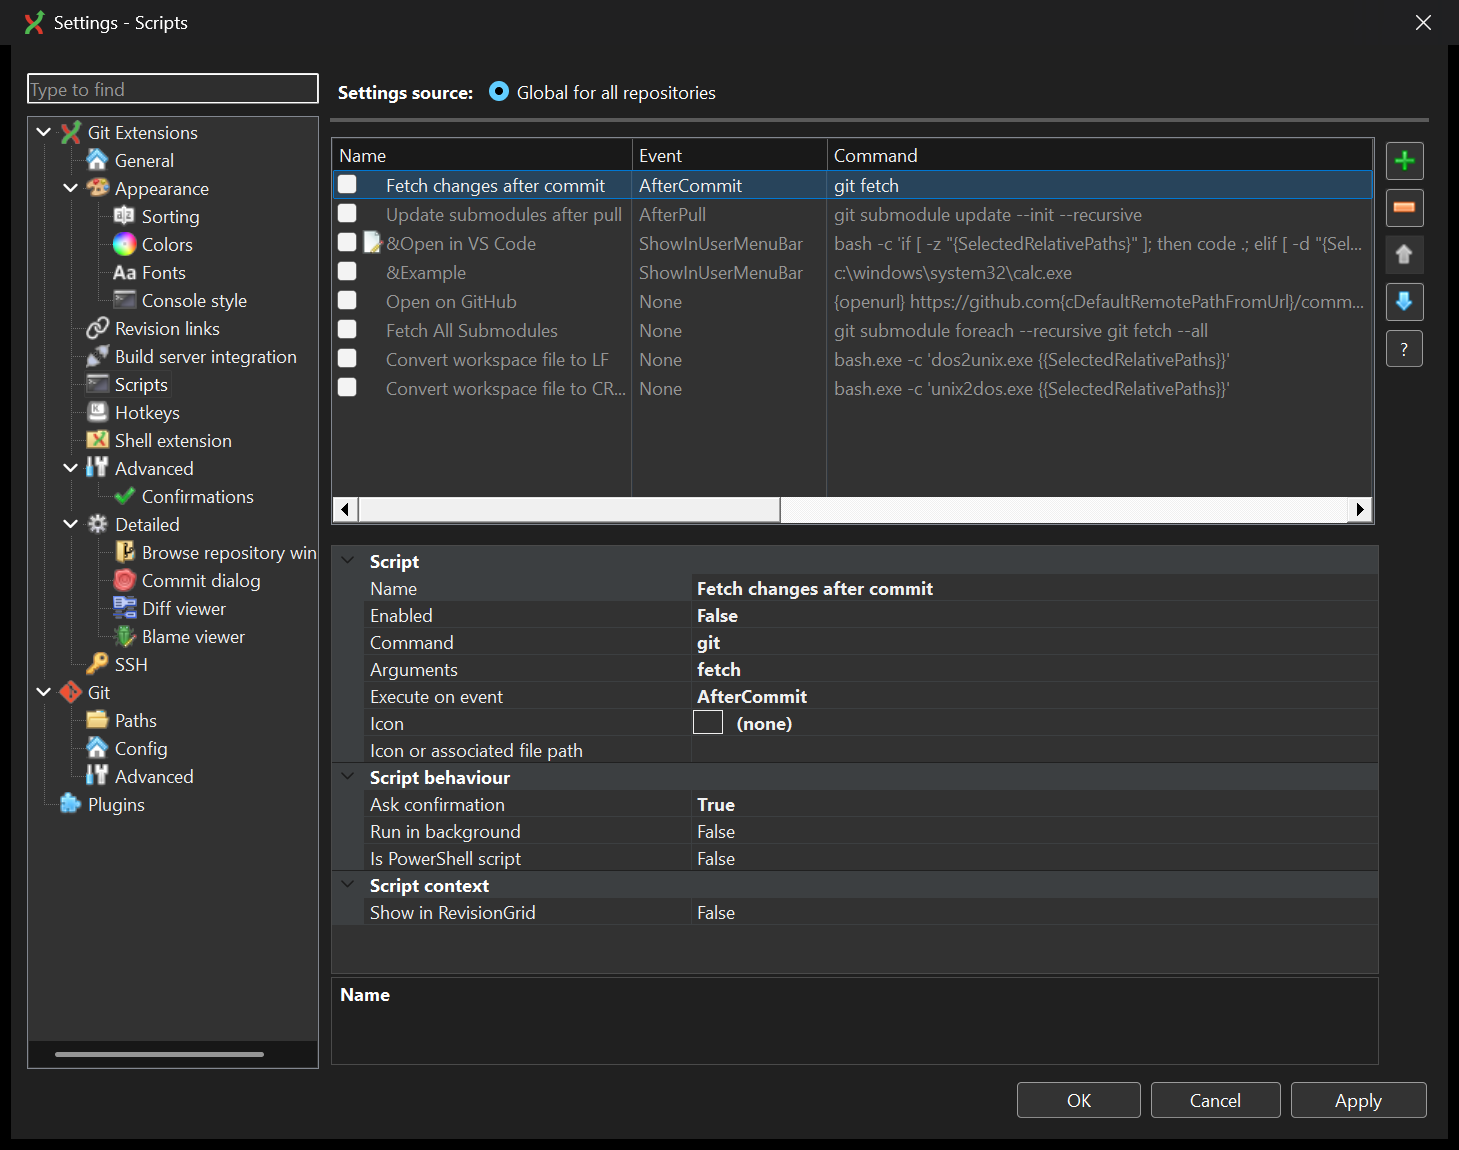 Settings - Scripts
Type to find
Settings source: Global for all repositories
Git Extensions
General
Appearance
Sorting
Colors
Fonts
Console style
Revision links
Build server integration
Scripts
Hotkeys
Shell extension
Advanced
Confirmations
Detailed
Browse repository win
Commit dialog
Diff viewer
Blame viewer
SSH
Git
Paths
Config
Advanced
Plugins
Name Event Command
Fetch changes after commit AfterCommit git fetch
Update submodules after pull AfterPull git submodule update --init --recursive
&Open in VS Code ShowInUserMenuBar bash -c 'if [ -z "{SelectedRelativePaths}" ]; then code .; elif [ -d "{Sel...
&Example ShowInUserMenuBar c:\windows\system32\calc.exe
Open on GitHub None {openurl} https://github.com{cDefaultRemotePathFromUrl}/comm...
Fetch All Submodules None git submodule foreach --recursive git fetch --all
Convert workspace file to LF None bash.exe -c 'dos2unix.exe {{SelectedRelativePaths}}'
Convert workspace file to CR... None bash.exe -c 'unix2dos.exe {{SelectedRelativePaths}}'
?
Script
Name Fetch changes after commit
Enabled False
Command git
Arguments fetch
Execute on event AfterCommit
Icon (none)
Icon or associated file path
Script behaviour
Ask confirmation True
Run in background False
Is PowerShell script False
Script context
Show in RevisionGrid False
Name
OK Cancel Apply